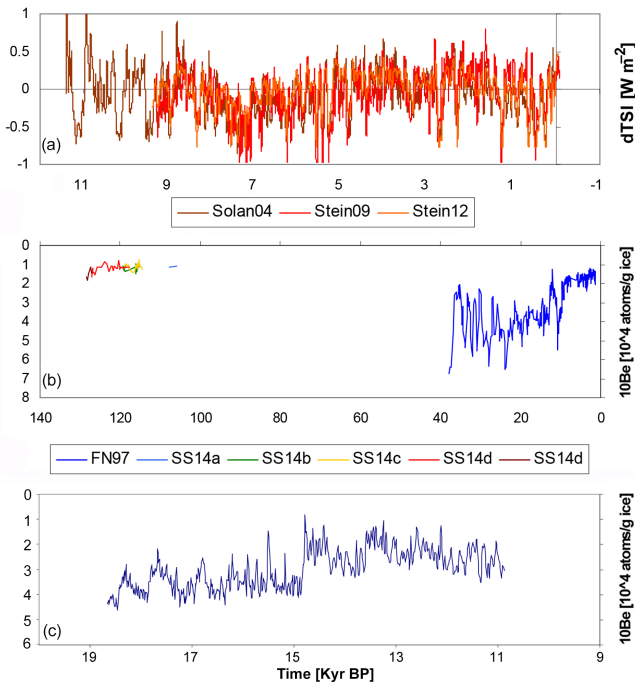 1
0.5
0
-0.5
-1
(a)
dTSI [W m−2]
11 9 7 5 3 1 -1
Solan04 Stein09 Stein12
0
1
2
3
4
5
6
7
8
(b)
10Be [10^4 atoms/g ice]
140 120 100 80 60 40 20 0
FN97 SS14a SS14b SS14c SS14d SS14d
0
1
2
3
4
5
6
(c)
10Be [10^4 atoms/g ice]
19 17 15 13 11 9
Time [Kyr BP]